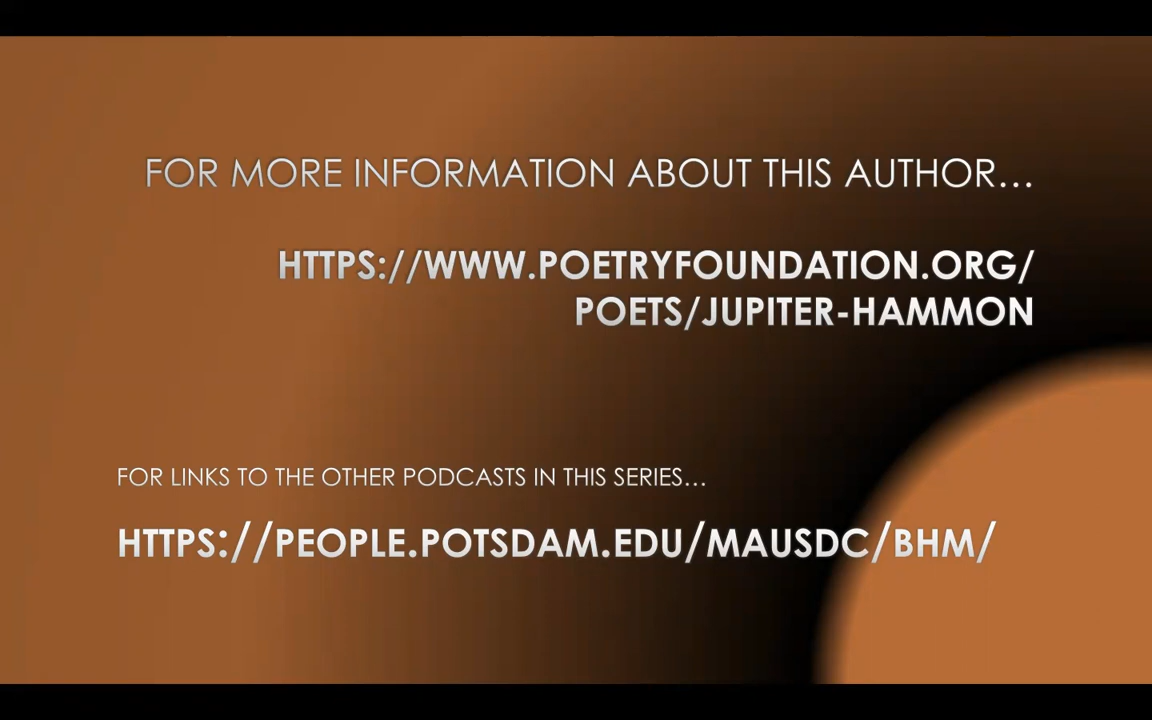 FOR MORE INFORMATION ABOUT THIS AUTHOR...
HTTPS://WWW.POETRYFOUNDATION.ORG/
POETS/JUPITER-HAMMON
FOR LINKS TO THE OTHER PODCASTS IN THIS SERIES...
HTTPS://PEOPLE.POTSDAM.EDU/MAUSDC/BHM/